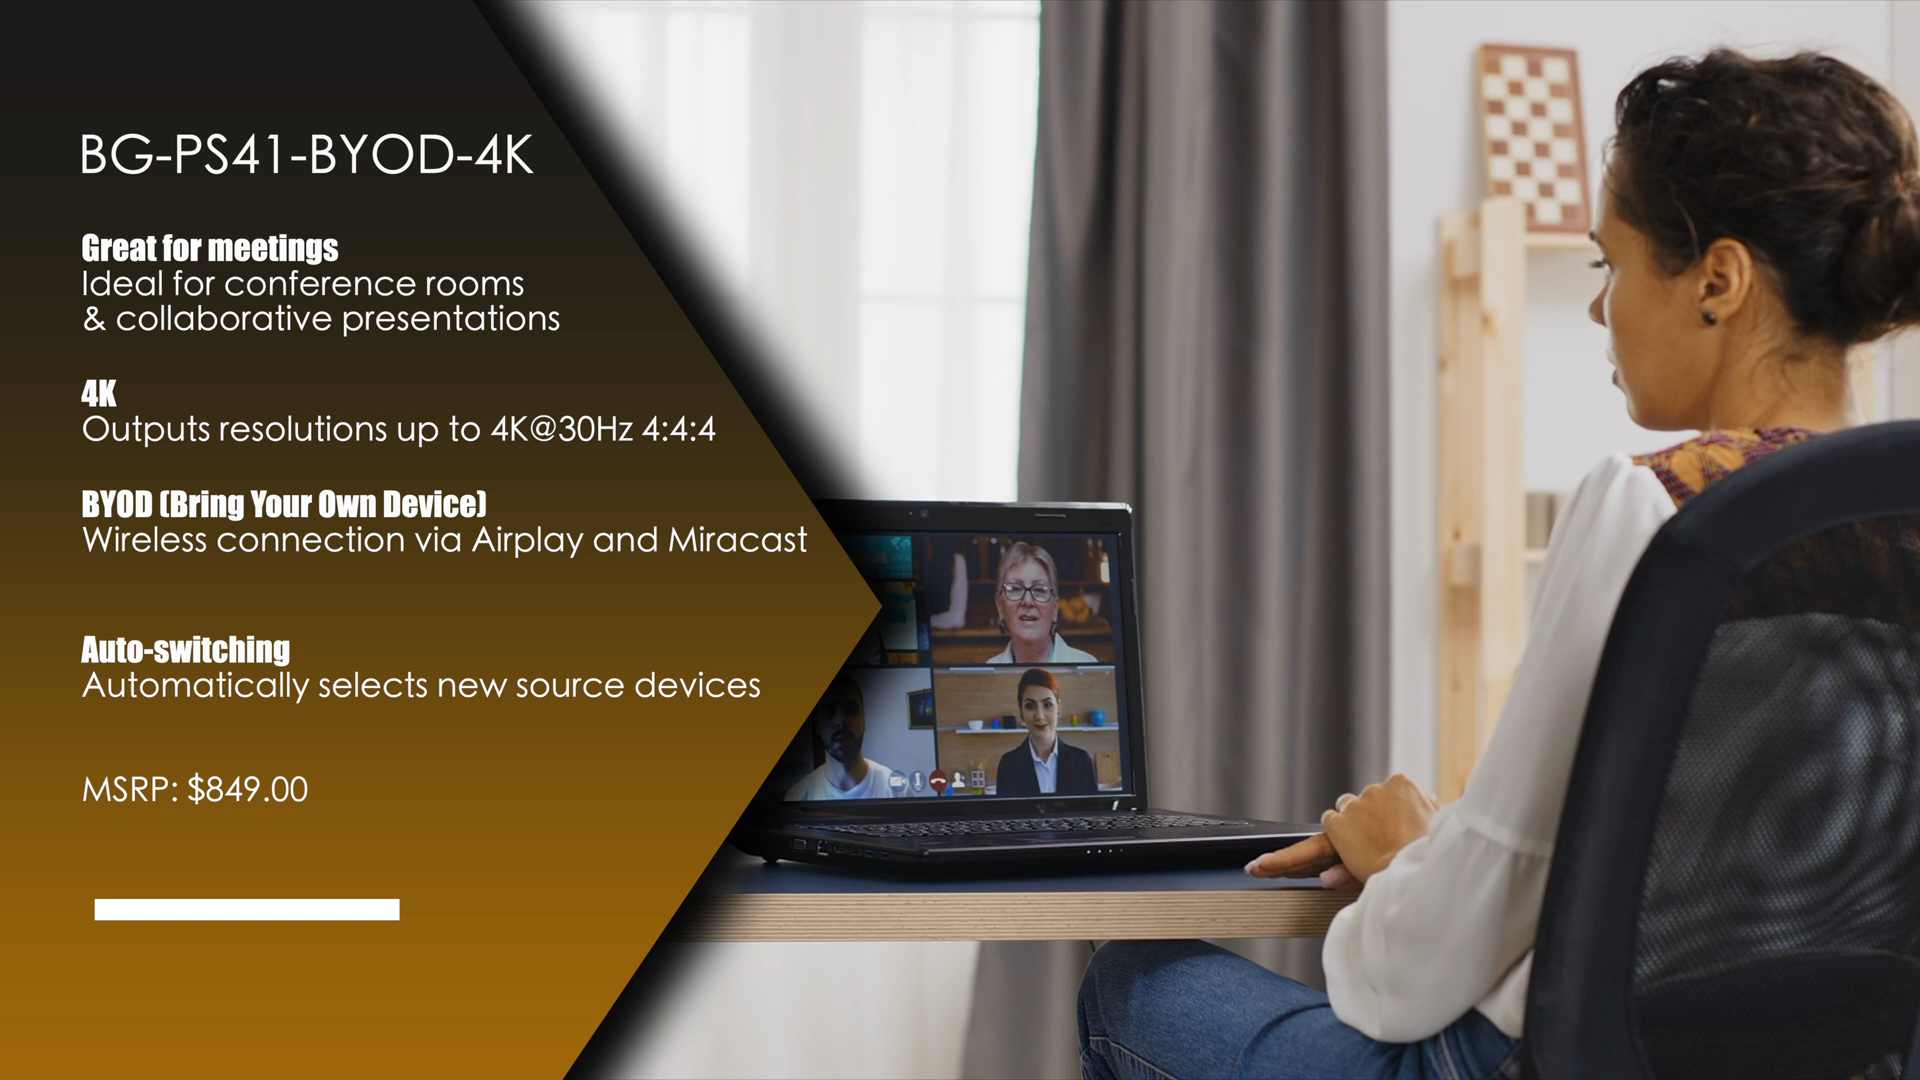 BG-PS41-BYOD-4K
Great for meetings
Ideal for conference rooms
& collaborative presentations
4K
Outputs resolutions up to 4K@30Hz 4:4:4
BYOD (Bring Your Own Device)
Wireless connection via Airplay and Miracast
Auto-switching
Automatically selects new source devices
MSRP: $849.00